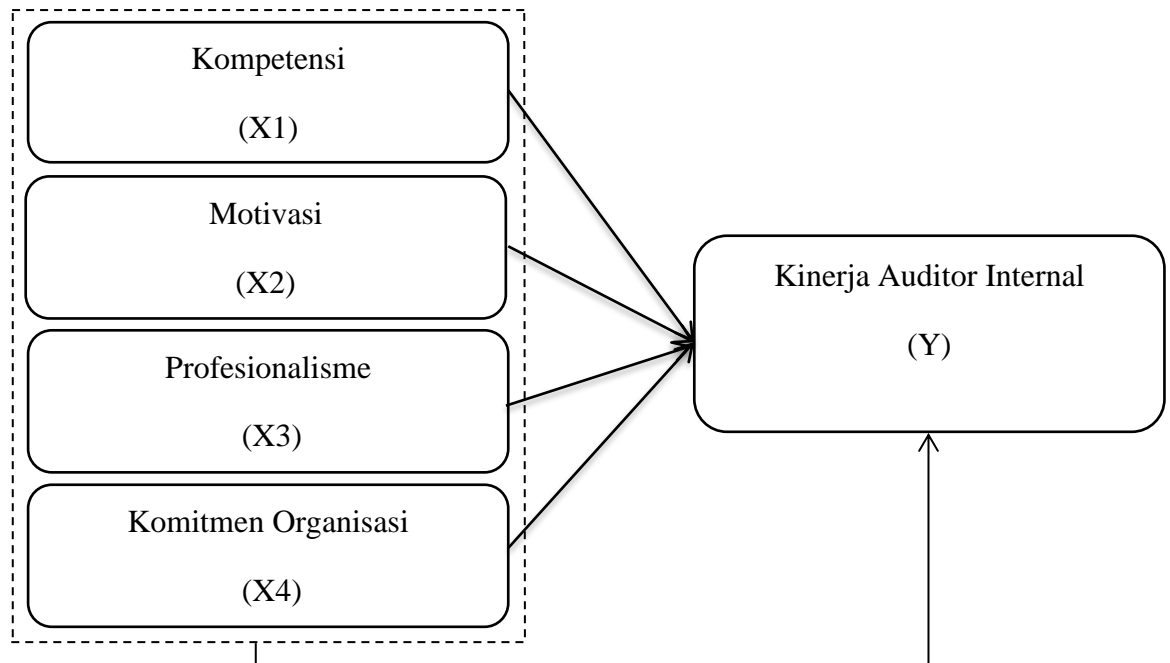 Kompetensi
(X1)
Motivasi
(X2)
Profesionalisme
(X3)
Komitmen Organisasi
(X4)
Kinerja Auditor Internal
(Y)